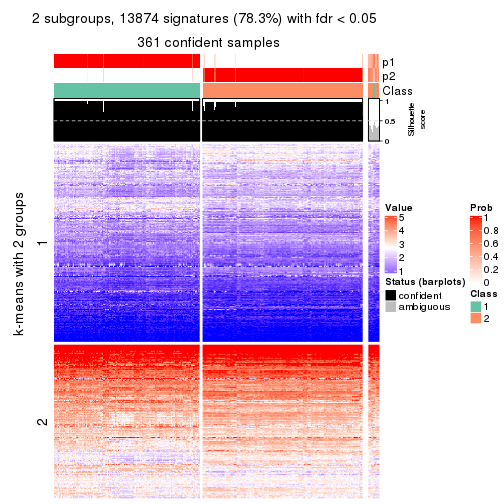 2 subgroups, 13874 signatures (78.3%) with fdr < 0.05
361 confident samples
p1
p2
Class
1
0.5
0
Silhouette
score
k-means with 2 groups
1
2
Value
5
4
3
2
1
Prob
1
0.8
0.6
0.4
0.2
0
Status (barplots)
confident
ambiguous
Class
1
2